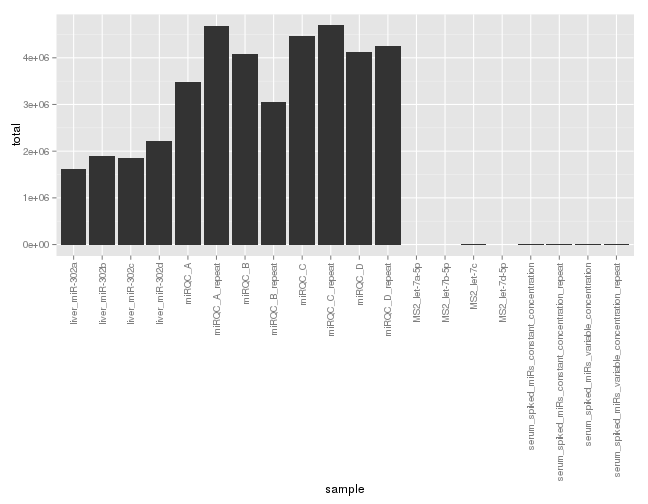 total
4e+06
3e+06
2e+06
1e+06
0e+00
liver_miR-302a
liver_miR-302b
liver_miR-302c
liver_miR-302d
miRQC_A
miRQC_A_repeat
miRQC_B
miRQC_B_repeat
miRQC_C
miRQC_C_repeat
miRQC_D
miRQC_D_repeat
MS2_let-7a-5p
MS2_let-7b-5p
MS2_let-7c
MS2_let-7d-5p
serum_spiked_miRs_constant_concentration
serum_spiked_miRs_constant_concentration_repeat
serum_spiked_miRs_variable_concentration
serum_spiked_miRs_variable_concentration_repeat
sample